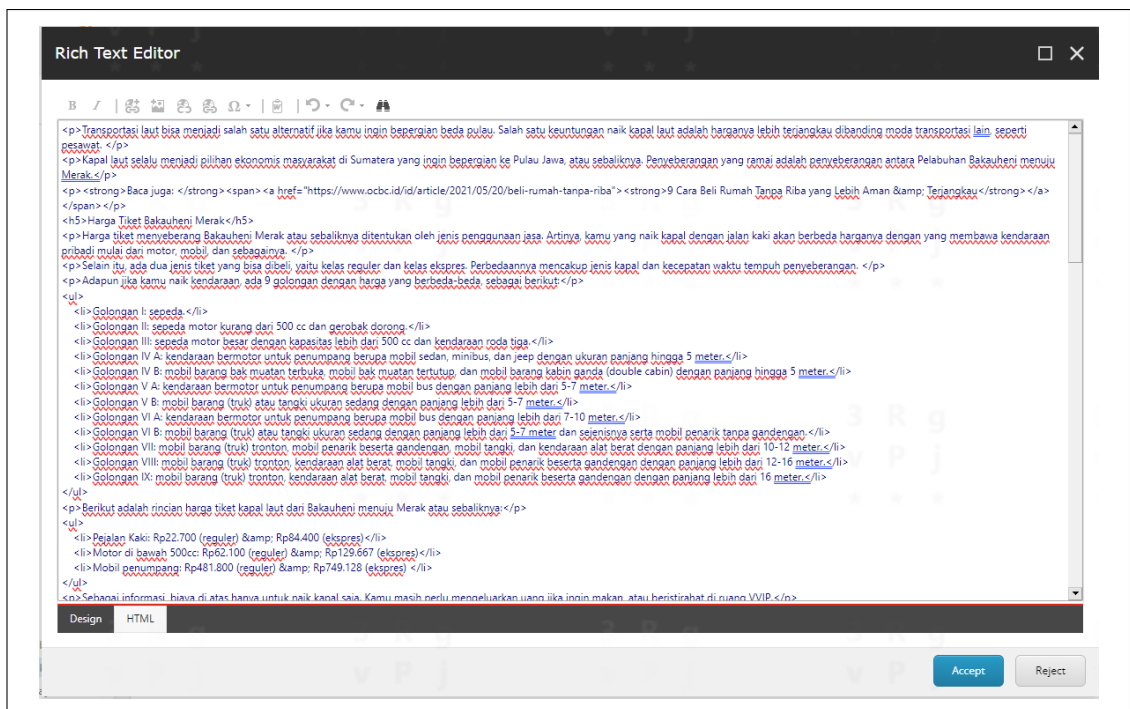 Rich Text Editor
B I Ω
<p>Transportasi laut bisa menjadi salah satu alternatif jika kamu ingin bepergian beda pulau. Salah satu keuntungan naik kapal laut adalah harganya lebih terjangkau dibanding moda transportasi lain, seperti
pesawat. </p>
<p>Kapal laut selalu menjadi pilihan ekonomis masyarakat di Sumatera yang ingin bepergian ke Pulau Jawa, atau sebaliknya. Penyeberangan yang ramai adalah penyeberangan antara Pelabuhan Bakauheni menuju
Merak.</p>
<p><strong>Baca juga: </strong><span><a href="https://www.ocbc.id/id/article/2021/05/20/beli-rumah-tanpa-riba"><strong>9 Cara Beli Rumah Tanpa Riba yang Lebih Aman &amp; Terjangkau</strong></a>
</span></p>
<h5>Harga Tiket Bakauheni Merak</h5>
<p>Harga tiket menyeberang Bakauheni Merak atau sebaliknya ditentukan oleh jenis penggunaan jasa. Artinya, kamu yang naik kapal dengan jalan kaki akan berbeda harganya dengan yang membawa kendaraan
pribadi mulai dari motor, mobil, dan sebagainya. </p>
<p>Selain itu, ada dua jenis tiket yang bisa dibeli, yaitu kelas reguler dan kelas ekspres. Perbedaannya mencakup jenis kapal dan kecepatan waktu tempuh penyeberangan. </p>
<p>Adapun jika kamu naik kendaraan, ada 9 golongan dengan harga yang berbeda-beda, sebagai berikut:</p>
<ul>
<li>Golongan I: sepeda.</li>
<li>Golongan II: sepeda motor kurang dari 500 cc dan gerobak dorong.</li>
<li>Golongan III: sepeda motor besar dengan kapasitas lebih dari 500 cc dan kendaraan roda tiga.</li>
<li>Golongan IV A: kendaraan bermotor untuk penumpang berupa mobil sedan, minibus, dan jeep dengan ukuran panjang hingga 5 meter.</li>
<li>Golongan IV B: mobil barang bak muatan terbuka, mobil bak muatan tertutup, dan mobil barang kabin ganda (double cabin) dengan panjang hingga 5 meter.</li>
<li>Golongan V A: kendaraan bermotor untuk penumpang berupa mobil bus dengan panjang lebih dari 5-7 meter.</li>
<li>Golongan V B: mobil barang (truk) atau tangki ukuran sedang dengan panjang lebih dari 5-7 meter.</li>
<li>Golongan VI A: kendaraan bermotor untuk penumpang berupa mobil bus dengan panjang lebih dari 7-10 meter.</li>
<li>Golongan VI B: mobil barang (truk) atau tangki ukuran sedang dengan panjang lebih dari 5-7 meter dan sejenisnya serta mobil penarik tanpa gandengan.</li>
<li>Golongan VII: mobil barang (truk) tronton, mobil penarik beserta gandengan, mobil tangki, dan kendaraan alat berat dengan panjang lebih dari 10-12 meter.</li>
<li>Golongan VIII: mobil barang (truk) tronton, kendaraan alat berat, mobil tangki, dan mobil penarik beserta gandengan dengan panjang lebih dari 12-16 meter.</li>
<li>Golongan IX: mobil barang (truk) tronton, kendaraan alat berat, mobil tangki, dan mobil penarik beserta gandengan dengan panjang lebih dari 16 meter.</li>
</ul>
<p>Berikut adalah rincian harga tiket kapal laut dari Bakauheni menuju Merak atau sebaliknya:</p>
<ul>
<li>Pejalan Kaki: Rp22.700 (reguler) &amp; Rp84.400 (ekspres)</li>
<li>Motor di bawah 500cc: Rp62.100 (reguler) &amp; Rp129.667 (ekspres)</li>
<li>Mobil penumpang: Rp481.800 (reguler) &amp; Rp749.128 (ekspres) </li>
</ul>
<p>Sebagai informasi, biaya di atas hanya untuk naik kapal saja. Kamu masih perlu mengeluarkan uang jika ingin makan, atau beristirahat di ruang VVIP.</p>
Design HTML
Accept Reject